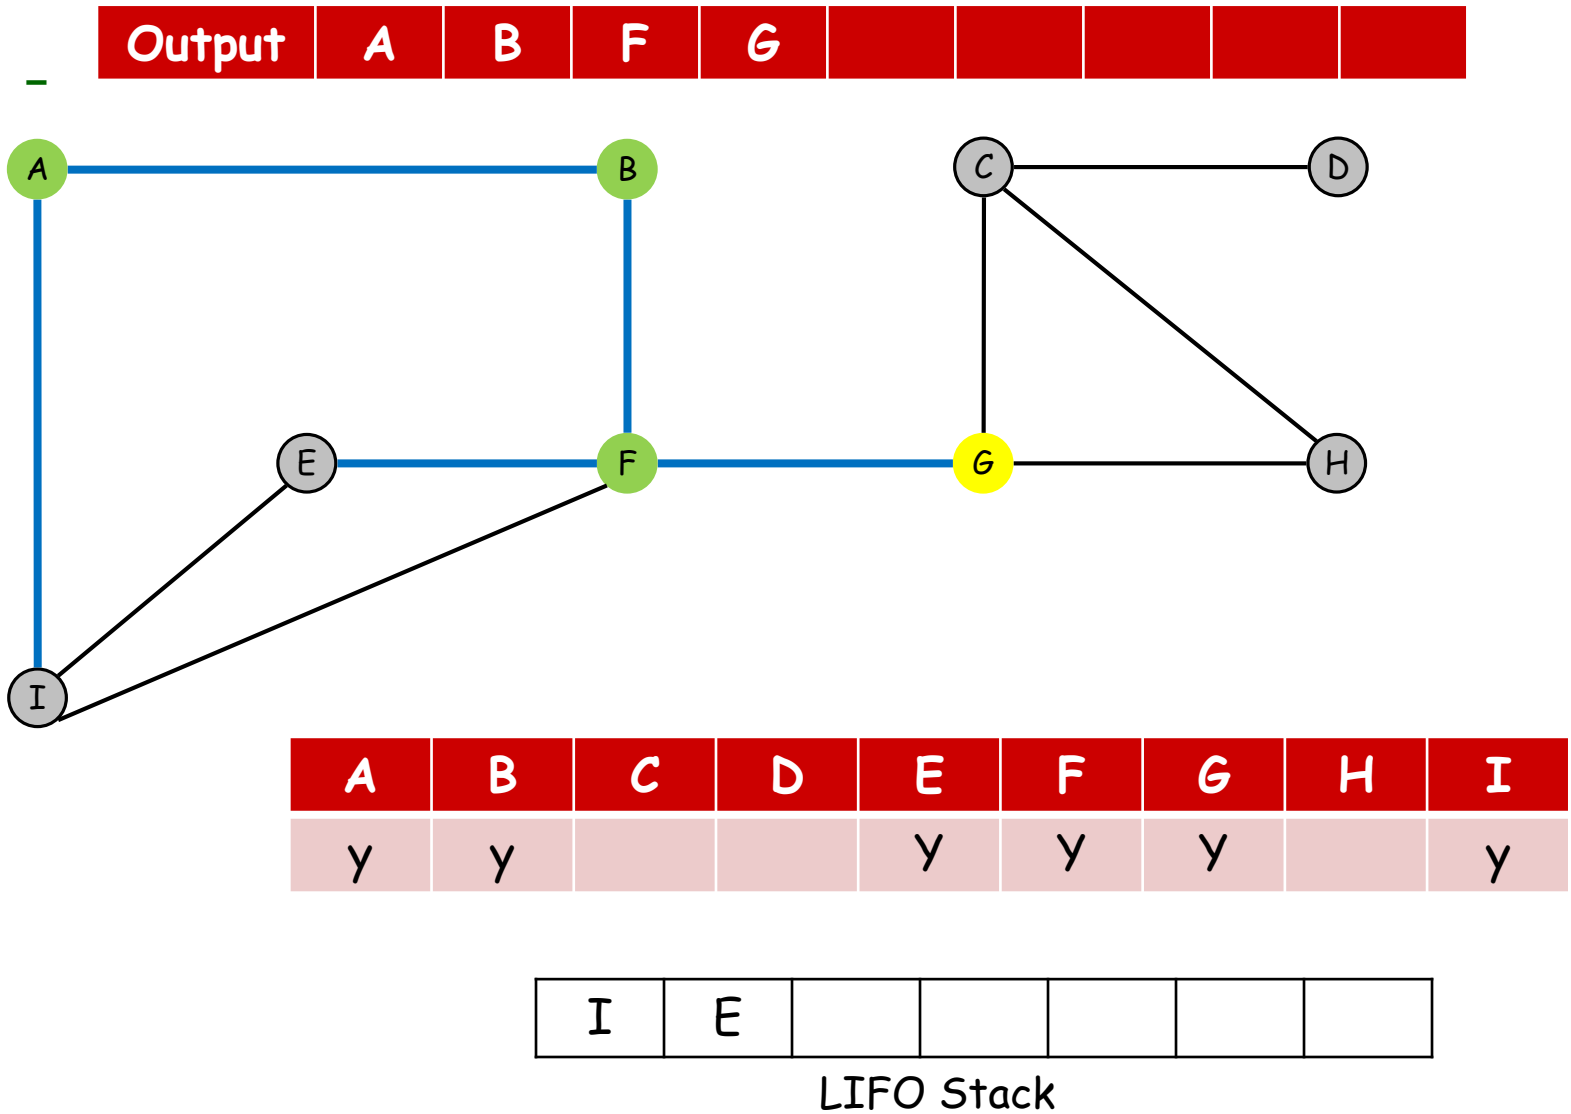 Output A B F G
A B C D
E F G H
I
A B C D E F G H I
y y y y y y
I E
LIFO Stack